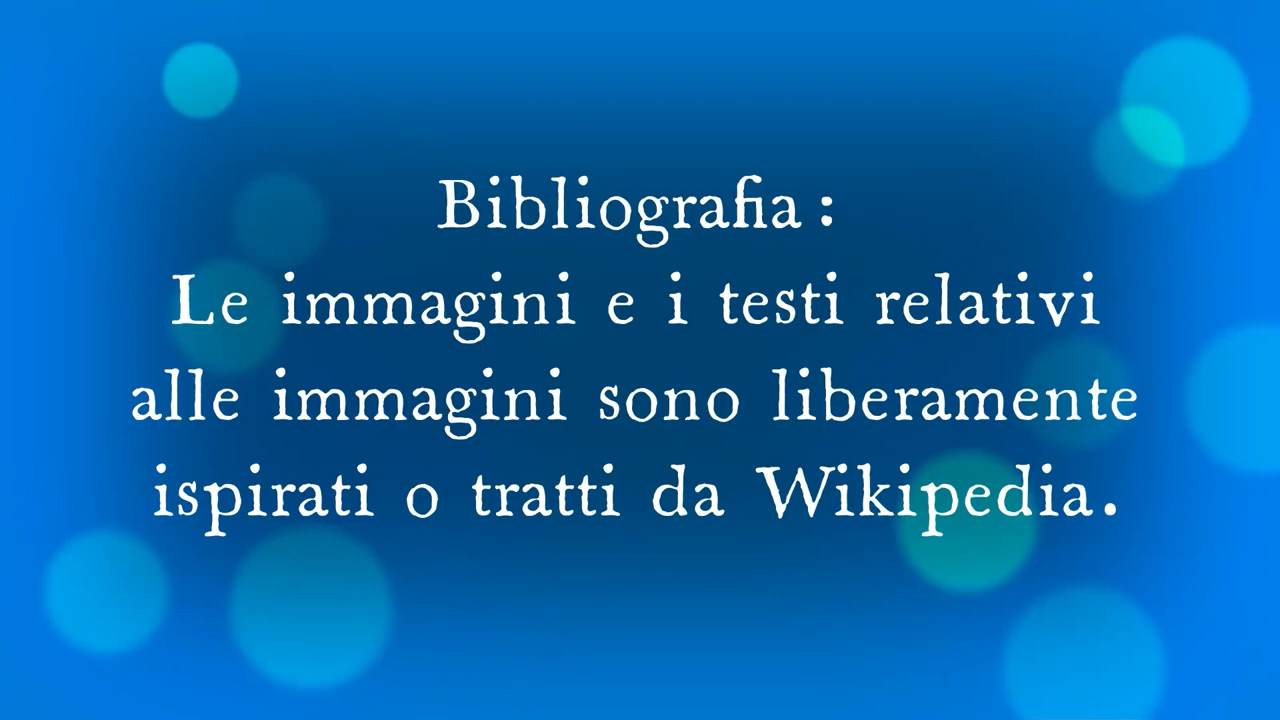 Bibliografia :
Le immagini e i testi relativi
alle immagini sono liberamente
ispirati o tratti da Wikipedia.